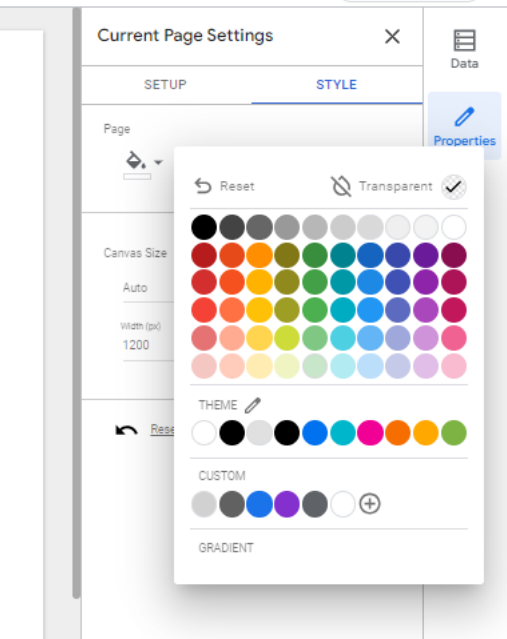 Current Page Settings
Data
SETUP
STYLE
Page
Properties
Reset
Transparent
Canvas Size
Auto
Width (px)
1200
THEME
Rese
CUSTOM
GRADIENT